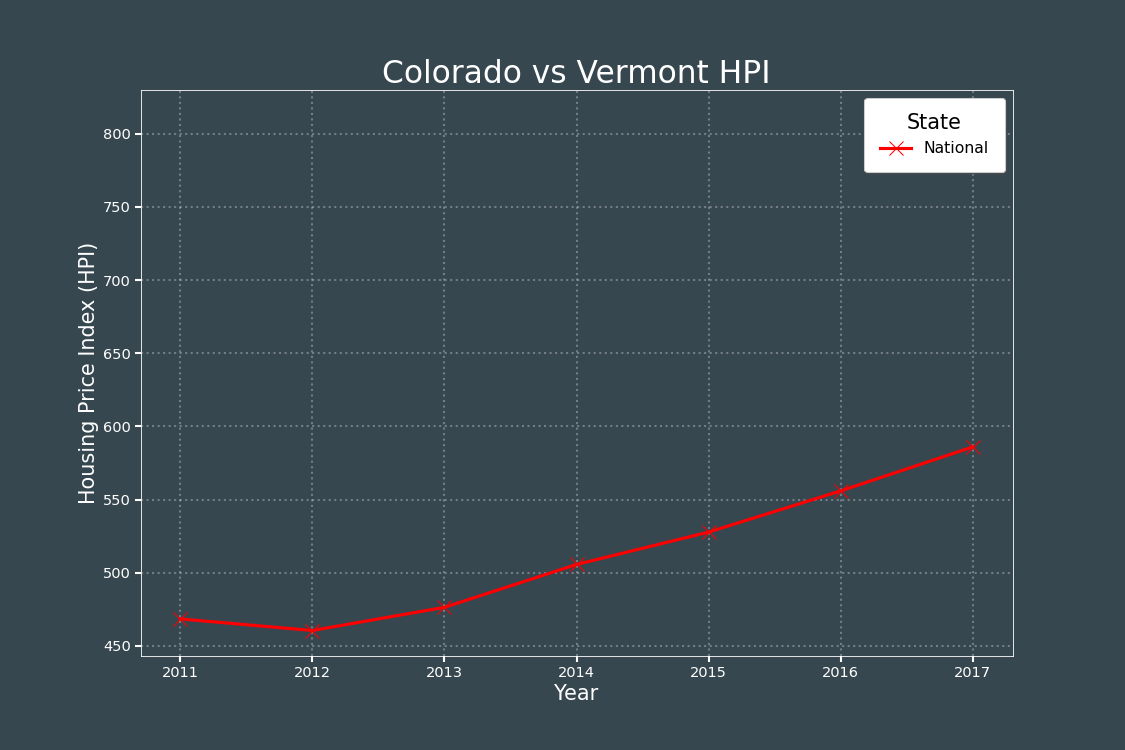 Colorado vs Vermont HPI
State
National
Housing Price Index (HPI)
800
750
700
650
600
550
500
450
2011 2012 2013 2014 2015 2016 2017
Year